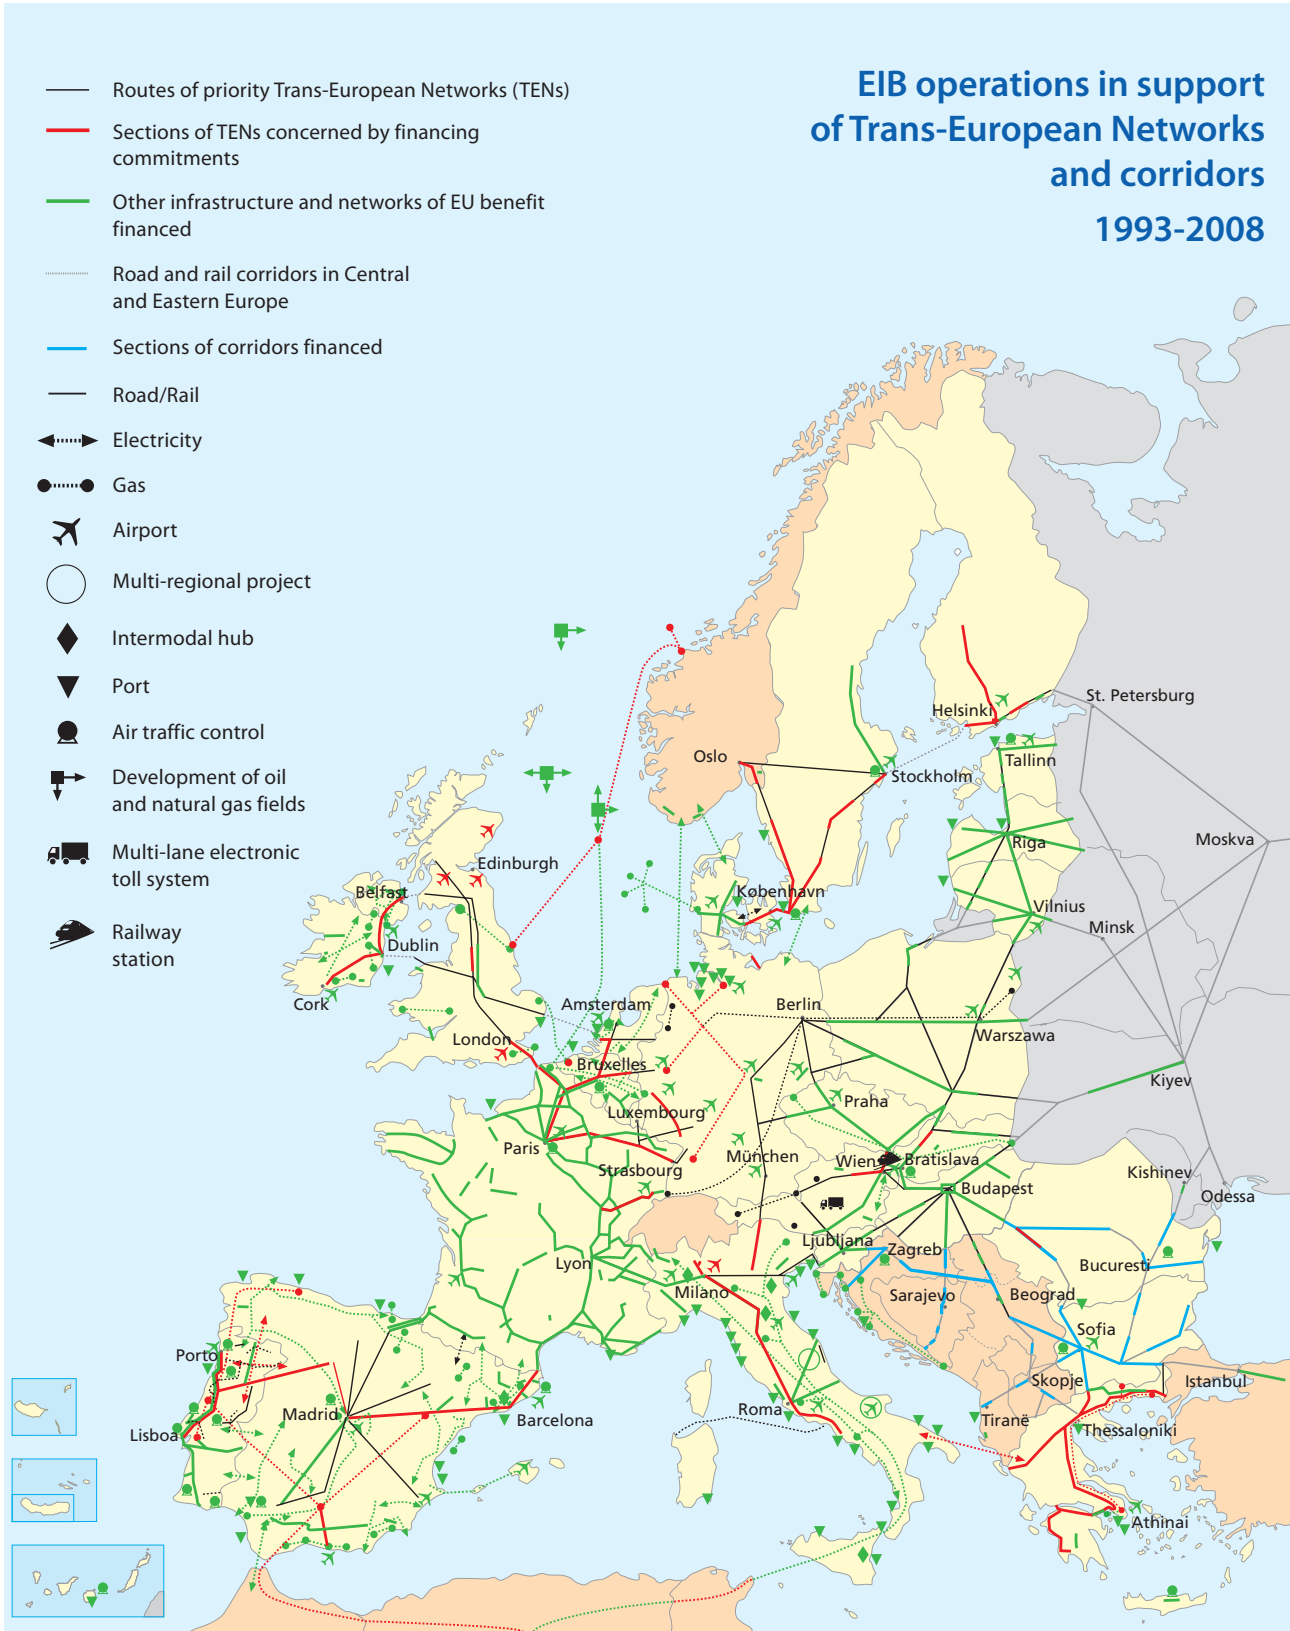 EIB operations in support
of Trans-European Networks
and corridors
1993-2008
Routes of priority Trans-European Networks (TENs)
Sections of TENs concerned by financing
commitments
Other infrastructure and networks of EU benefit
financed
Road and rail corridors in Central
and Eastern Europe
Sections of corridors financed
Road/Rail
Electricity
Gas
Airport
Multi-regional project
Intermodal hub
Port
Air traffic control
Development of oil
and natural gas fields
Multi-lane electronic
toll system
Railway
station
St. Petersburg
Helsinki
Oslo
Tallinn
Stockholm
Moskva
Riga
Edinburgh
København
Belfast
Vilnius
Minsk
Dublin
Cork
Amsterdam
Berlin
Warszawa
London
Bruxelles
Kiyev
Praha
Luxembourg
Paris
München
Wien
Bratislava
Strasbourg
Kishinev
Budapest
Odessa
Ljubljana
Zagreb
Lyon
Bucuresti
Milano
Sarajevo
Beograd
Sofia
Porto
Skopje
Istanbul
Roma
Madrid
Barcelona
Tiranë
Lisboa
Thessaloniki
Athinai